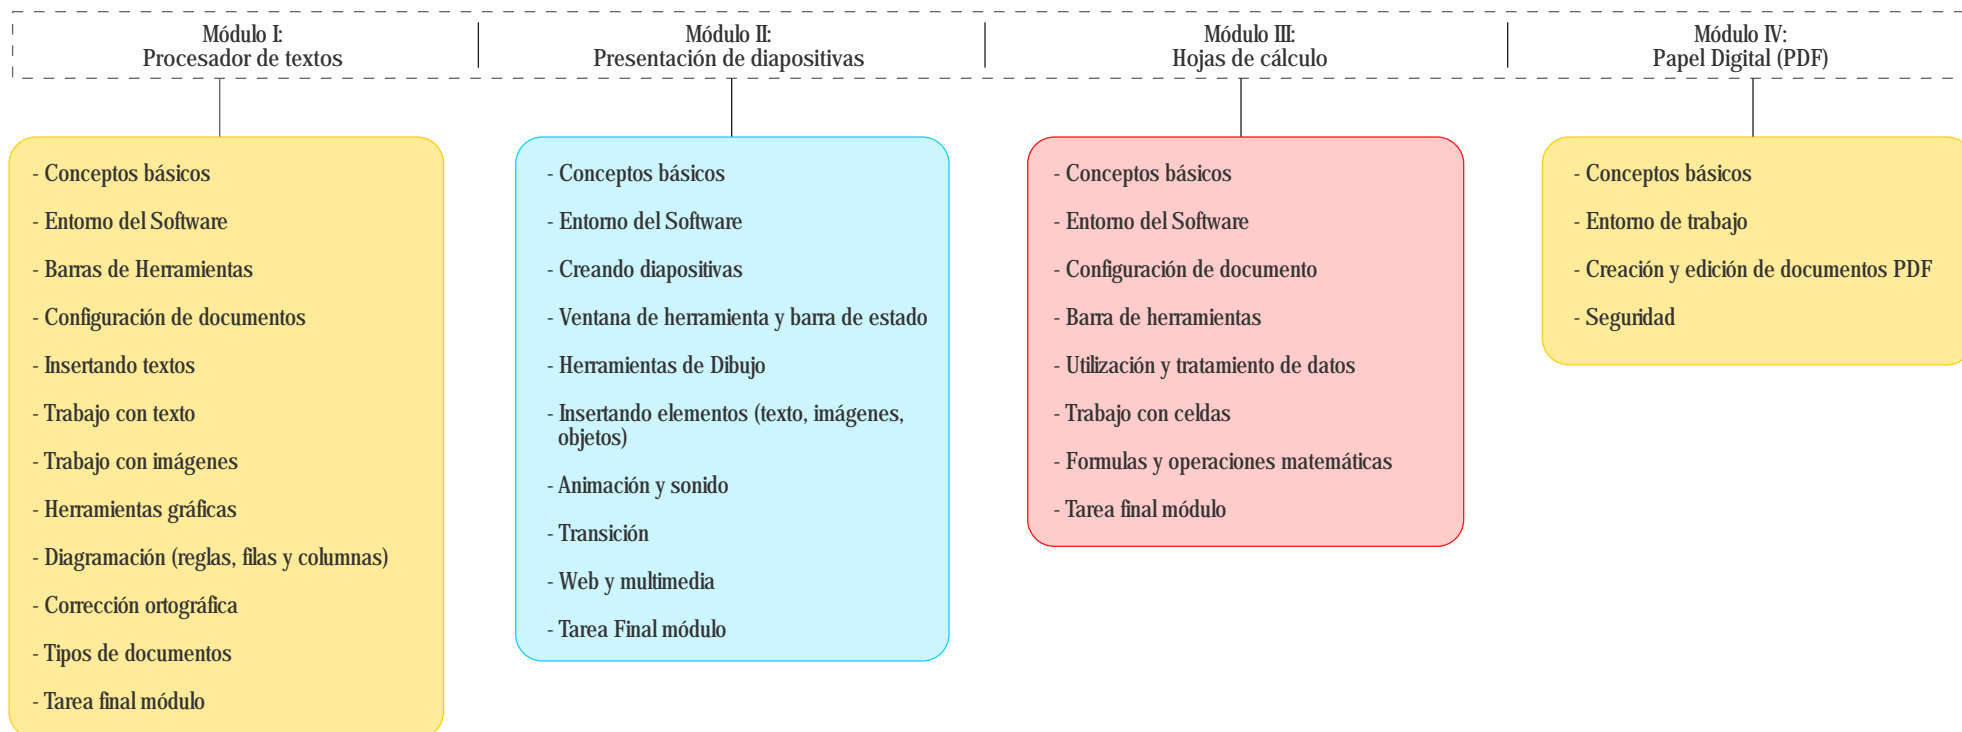 Módulo I:
Procesador de textos
Módulo II:
Presentación de diapositivas
Módulo III:
Hojas de cálculo
Módulo IV:
Papel Digital (PDF)
- Conceptos básicos
- Entorno del Software
- Barras de Herramientas
- Configuración de documentos
- Insertando textos
- Trabajo con texto
- Trabajo con imágenes
- Herramientas gráficas
- Diagramación (reglas, filas y columnas)
- Corrección ortográfica
- Tipos de documentos
- Tarea final módulo
- Conceptos básicos
- Entorno del Software
- Creando diapositivas
- Ventana de herramienta y barra de estado
- Herramientas de Dibujo
- Insertando elementos (texto, imágenes,
objetos)
- Animación y sonido
- Transición
- Web y multimedia
- Tarea Final módulo
- Conceptos básicos
- Entorno del Software
- Configuración de documento
- Barra de herramientas
- Utilización y tratamiento de datos
- Trabajo con celdas
- Formulas y operaciones matemáticas
- Tarea final módulo
- Conceptos básicos
- Entorno de trabajo
- Creación y edición de documentos PDF
- Seguridad